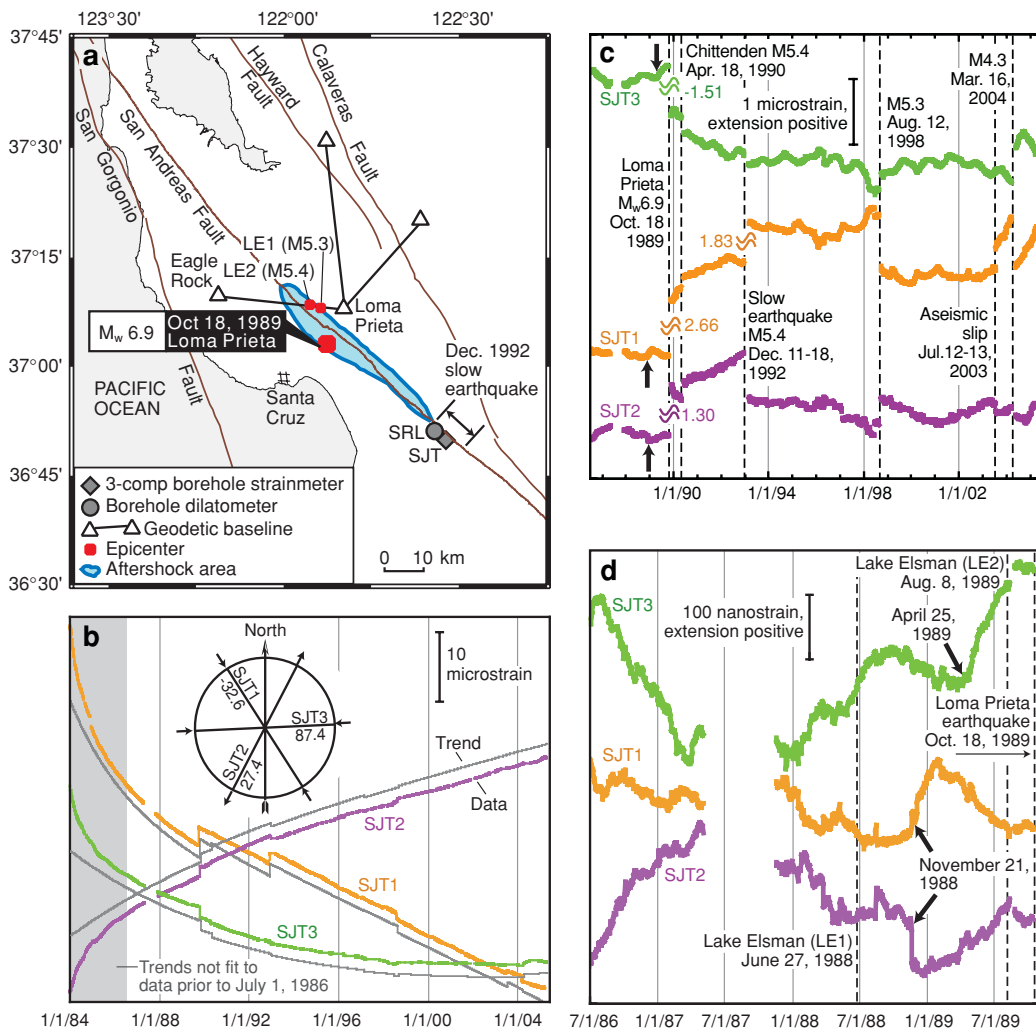 123°30'
122°00'
122°30'
37°45'
37°30'
37°15'
37°00'
36°45'
36°30'
a
Hayward
Fault
Calaveras
Fault
San Andreas Fault
San Gorgonio
Fault
LE1 (M5.3)
LE2 (M5.4)
Eagle
Rock
Loma
Prieta
Mw 6.9
Oct 18, 1989
Loma Prieta
PACIFIC
OCEAN
Santa
Cruz
Dec. 1992
slow
earthquake
SRL
SJT
3-comp borehole strainmeter
Borehole dilatometer
Geodetic baseline
Epicenter
Aftershock area
0 10 km
b
North
SJT1
-32.6
SJT3
87.4
SJT2
27.4
10
microstrain
Trend
Data
SJT2
SJT1
SJT3
Trends not fit to
data prior to July 1, 1986
1/1/84
1/1/88
1/1/92
1/1/96
1/1/00
1/1/04
c
Chittenden M5.4
Apr. 18, 1990
M4.3
Mar. 16,
2004
SJT3
-1.51
1 microstrain,
extension positive
M5.3
Aug. 12,
1998
Loma
Prieta
Mw6.9
Oct. 18
1989
1.83
2.66
SJT1
Slow
earthquake
M5.4
Dec. 11-18,
1992
Aseismic
slip
Jul.12-13,
2003
SJT2
1.30
1/1/90
1/1/94
1/1/98
1/1/02
d
Lake Elsman (LE2)
Aug. 8, 1989
SJT3
100 nanostrain,
extension positive
April 25,
1989
Loma Prieta
earthquake
Oct. 18, 1989
SJT1
SJT2
November 21,
1988
Lake Elsman (LE1)
June 27, 1988
7/1/86
1/1/87
7/1/87
1/1/88
7/1/88
1/1/89
7/1/89